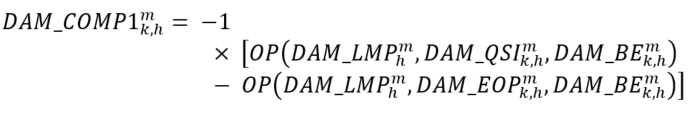 DAM_COMP1^m_{k,h} = −1
× [OP(DAM_LMP^m_h, DAM_QSI^m_{k,h}, DAM_BE^m_{k,h})
− OP(DAM_LMP^m_h, DAM_EOP^m_{k,h}, DAM_BE^m_{k,h})]